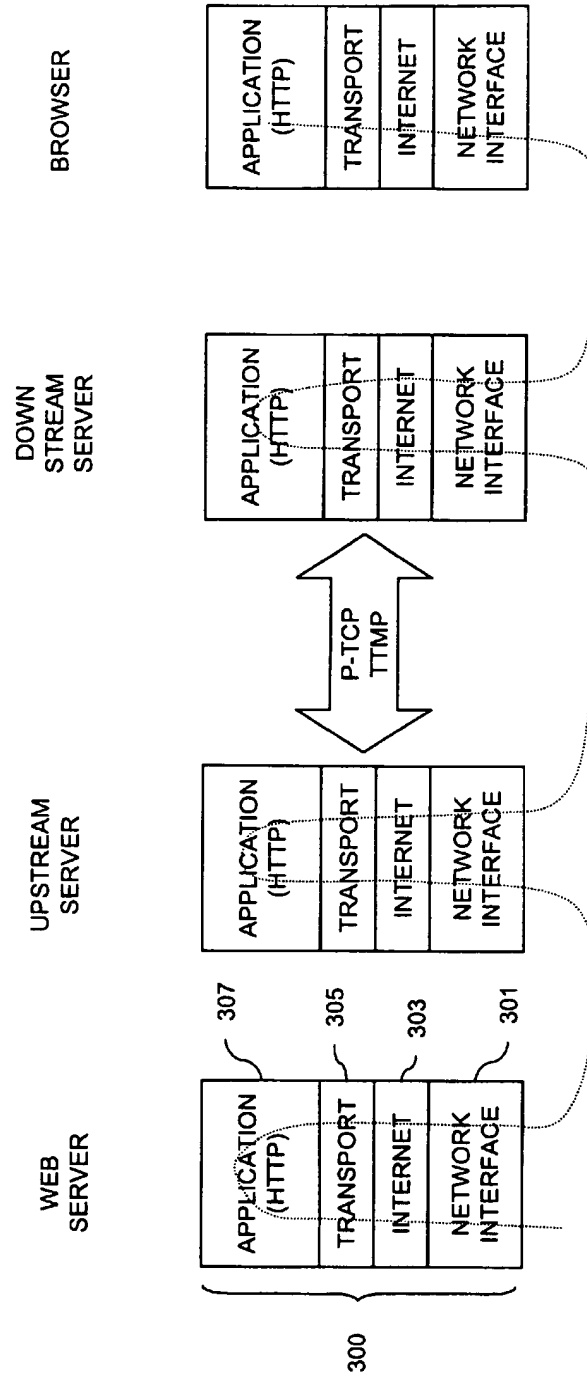 WEB
SERVER
UPSTREAM
SERVER
DOWN
STREAM
SERVER
BROWSER
300
APPLICATION
(HTTP)
TRANSPORT
INTERNET
NETWORK
INTERFACE
307
305
303
301
APPLICATION
(HTTP)
TRANSPORT
INTERNET
NETWORK
INTERFACE
P-TCP
TTMP
APPLICATION
(HTTP)
TRANSPORT
INTERNET
NETWORK
INTERFACE
APPLICATION
(HTTP)
TRANSPORT
INTERNET
NETWORK
INTERFACE